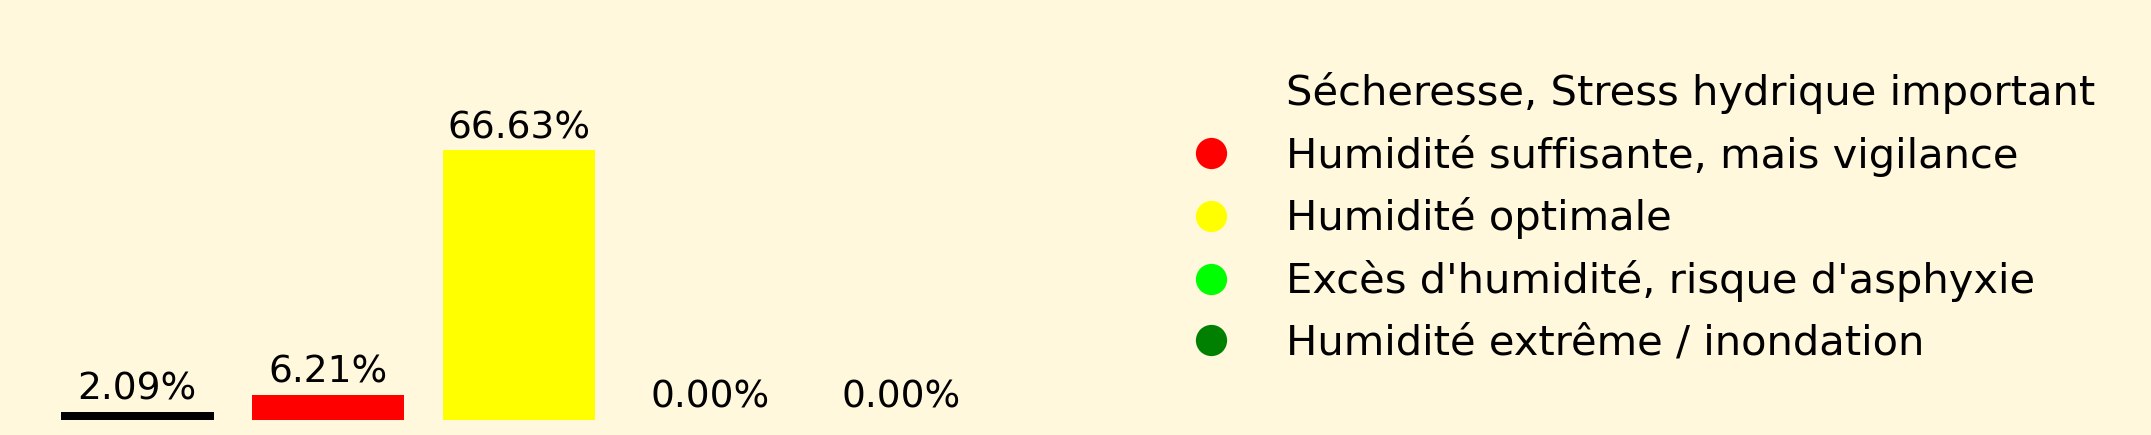 66.63%
2.09%
6.21%
0.00%
0.00%
Sécheresse, Stress hydrique important
Humidité suffisante, mais vigilance
Humidité optimale
Excès d'humidité, risque d'asphyxie
Humidité extrême / inondation